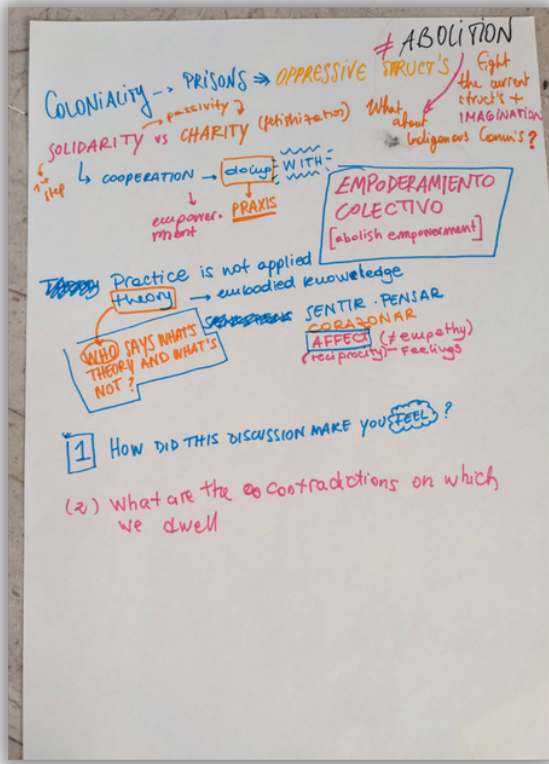 ≠ ABOLITION
COLONIALITY --> PRISONS => OPPRESSIVE STRUCT'S
Fight the current struct's + IMAGINATION
→ passivity
SOLIDARITY vs CHARITY (fetishization)
What about Indigenous Comm's?
1st step
↳ COOPERATION → doing WITH
empower.ment
PRAXIS
EMPODERAMIENTO
COLECTIVO
[abolish empowerment]
Practice is not applied
theory → embodied knowledge
WHO SAYS WHAT'S
THEORY AND WHAT'S
NOT?
SENTIR · PENSAR
CORAZONAR
AFFECT (≠ empathy)
(reciprocity) – Feelings
1 HOW DID THIS DISCUSSION MAKE YOU FEEL?
(2) What are the contradictions on which
we dwell